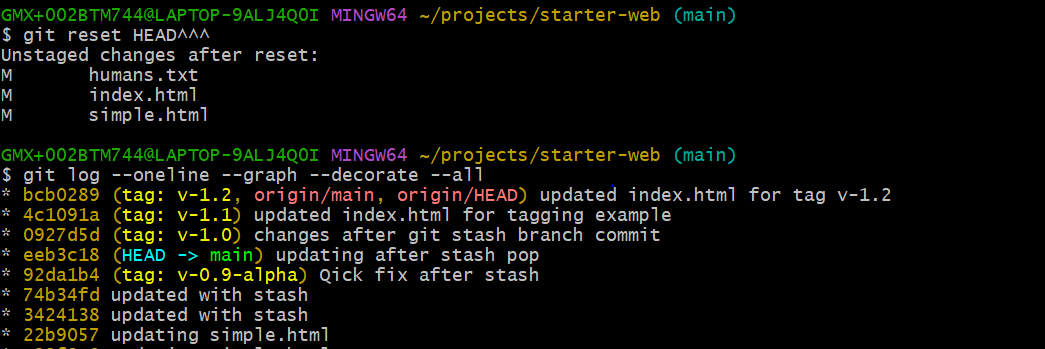 GMX+002BTM744@LAPTOP-9ALJ4Q0I MINGW64 ~/projects/starter-web (main)
$ git reset HEAD^^^
Unstaged changes after reset:
M       humans.txt
M       index.html
M       simple.html
GMX+002BTM744@LAPTOP-9ALJ4Q0I MINGW64 ~/projects/starter-web (main)
$ git log --oneline --graph --decorate --all
* bcb0289 (tag: v-1.2, origin/main, origin/HEAD) updated index.html for tag v-1.2
* 4c1091a (tag: v-1.1) updated index.html for tagging example
* 0927d5d (tag: v-1.0) changes after git stash branch commit
* eeb3c18 (HEAD -> main) updating after stash pop
* 92da1b4 (tag: v-0.9-alpha) Qick fix after stash
* 74b34fd updated with stash
* 3424138 updated with stash
* 22b9057 updating simple.html